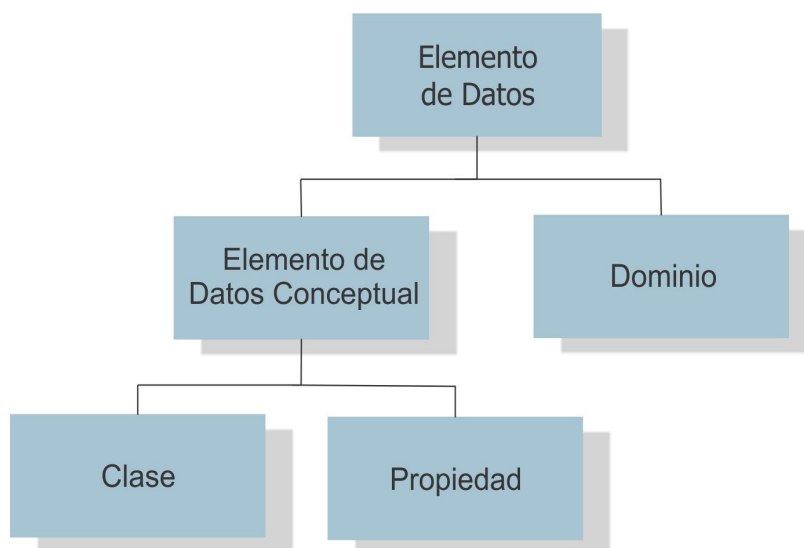 Elemento
de Datos
Elemento de
Datos Conceptual
Dominio
Clase
Propiedad